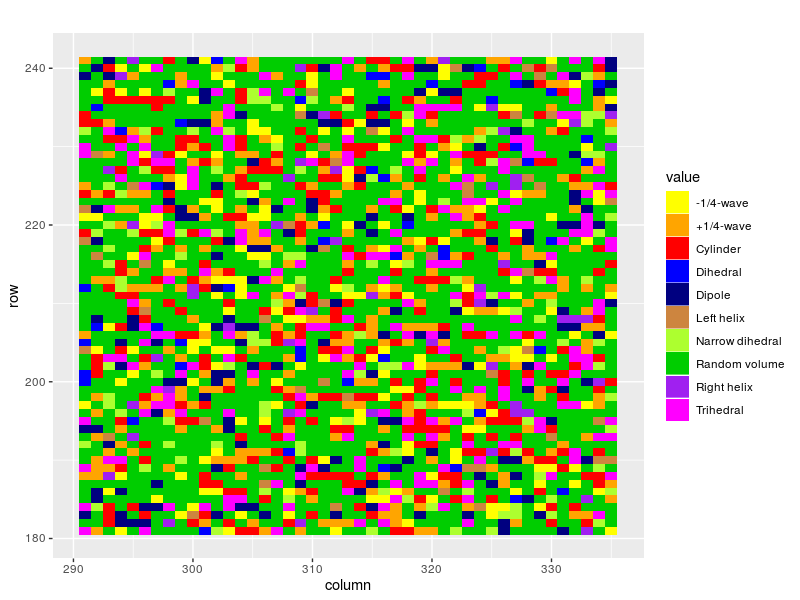 240
220
200
180
row
290
300
310
320
330
column
value
-1/4-wave
+1/4-wave
Cylinder
Dihedral
Dipole
Left helix
Narrow dihedral
Random volume
Right helix
Trihedral